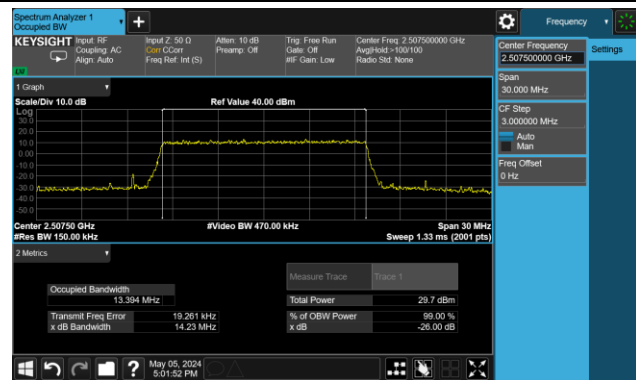 Spectrum Analyzer 1
Occupied BW
Frequency
KEYSIGHT
Input: RF
Coupling: AC
Align: Auto
Input Z: 50 Ω
Corr CCorr
Freq Ref: Int (S)
Atten: 10 dB
Preamp: Off
Trig: Free Run
Gate: Off
#IF Gain: Low
Center Freq: 2.507500000 GHz
Avg|Hold:>100/100
Radio Std: None
Center Frequency
2.507500000 GHz
Settings
Span
30.000 MHz
CF Step
3.000000 MHz
Auto
Man
Freq Offset
0 Hz
1 Graph
Scale/Div 10.0 dB
Ref Value 40.00 dBm
Log
30.0
20.0
10.0
0.00
-10.0
-20.0
-30.0
-40.0
-50.0
Center 2.50750 GHz
#Video BW 470.00 kHz
Span 30 MHz
#Res BW 150.00 kHz
Sweep 1.33 ms (2001 pts)
2 Metrics
Measure Trace
Trace 1
Occupied Bandwidth
13.394 MHz
Total Power
29.7 dBm
Transmit Freq Error
19.261 kHz
% of OBW Power
99.00 %
x dB Bandwidth
14.23 MHz
x dB
-26.00 dB
?
May 05, 2024
5:01:52 PM